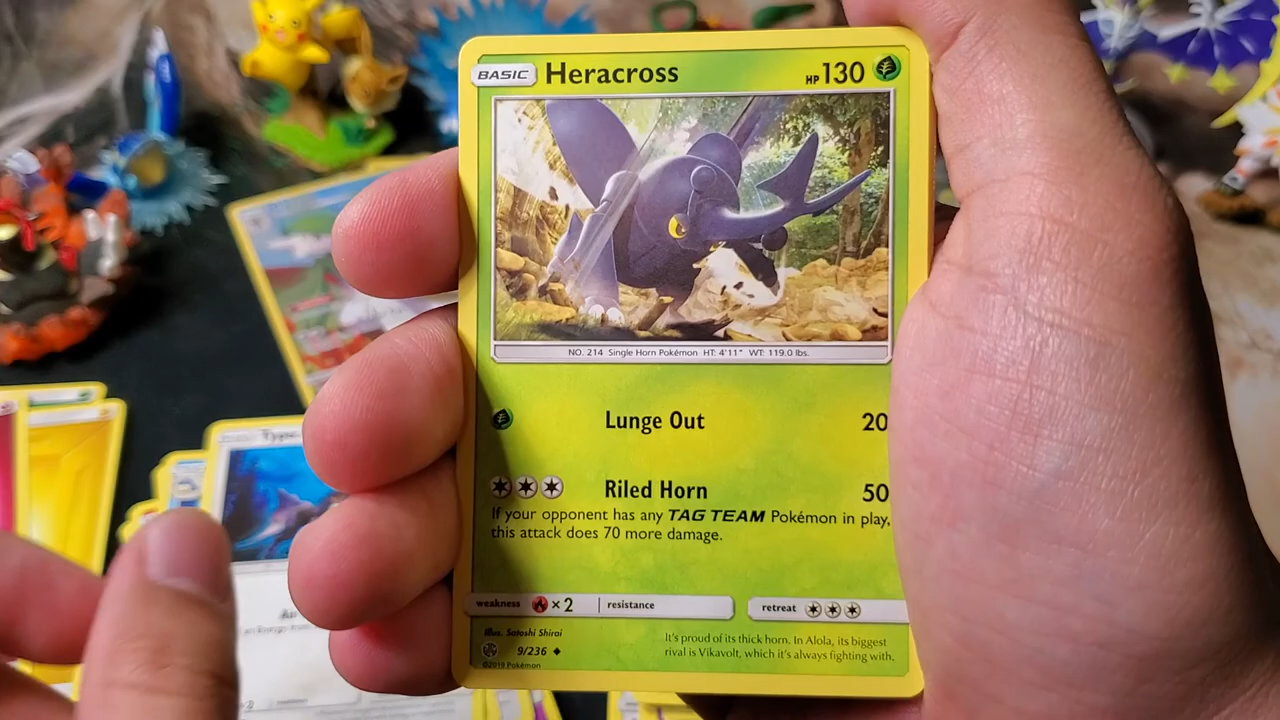 BASIC Heracross HP 130
NO. 214 Single Horn Pokémon HT: 4'11" WT: 119.0 lbs.
Lunge Out 20
Riled Horn 50
If your opponent has any TAG TEAM Pokémon in play,
this attack does 70 more damage.
weakness ×2 resistance retreat
Illus. Satoshi Shirai
9/236
©2019 Pokémon
It's proud of its thick horn. In Alola, its biggest
rival is Vikavolt, which it's always fighting with.
Type: